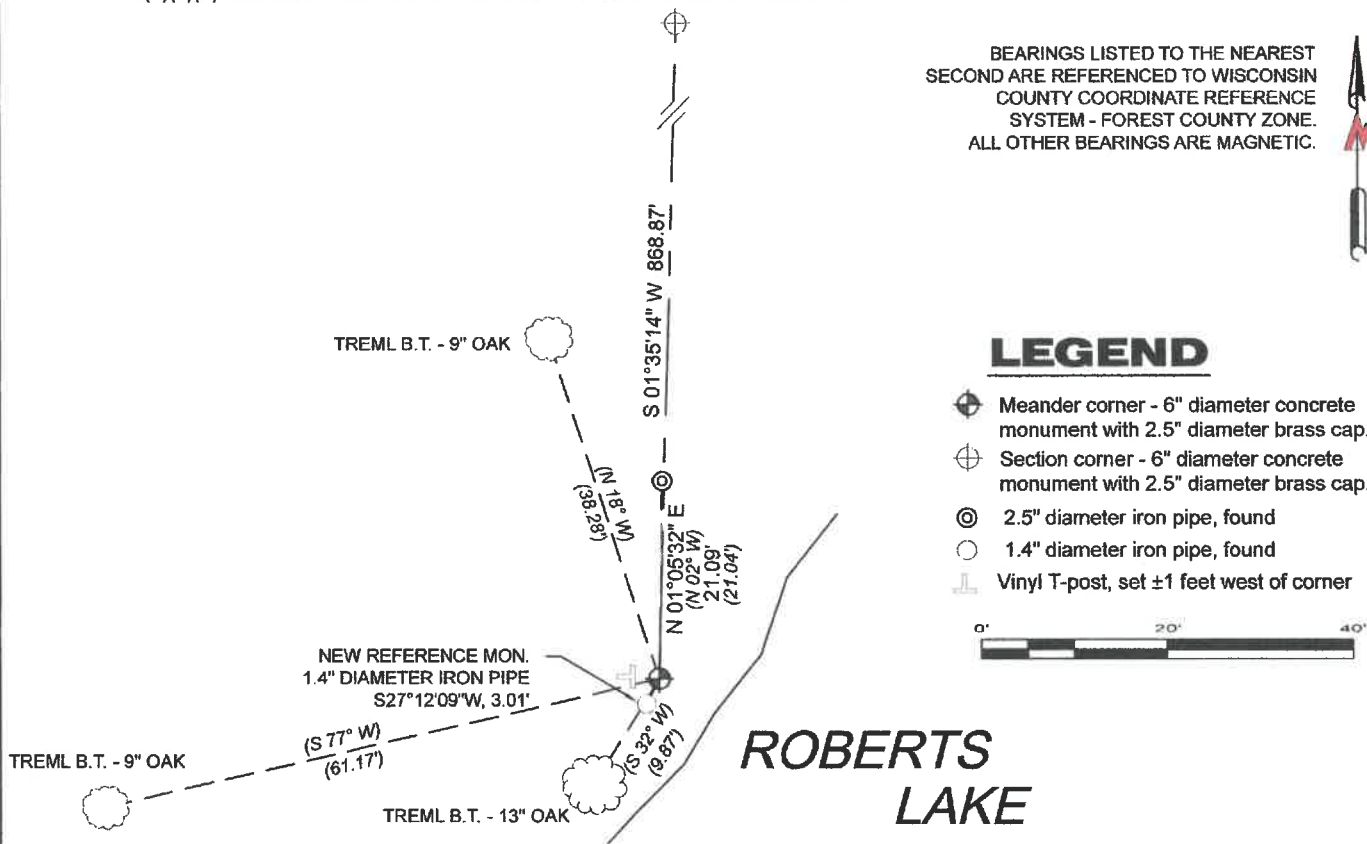 BEARINGS LISTED TO THE NEAREST
SECOND ARE REFERENCED TO WISCONSIN
COUNTY COORDINATE REFERENCE
SYSTEM - FOREST COUNTY ZONE.
ALL OTHER BEARINGS ARE MAGNETIC.
S 01°35'14" W 868.87'
TREML B.T. - 9" OAK
(N 18° W)
(38.28')
N 01°05'32" E
(N 02° W)
21.09'
(21.04')
LEGEND
Meander corner - 6" diameter concrete
monument with 2.5" diameter brass cap.
Section corner - 6" diameter concrete
monument with 2.5" diameter brass cap.
2.5" diameter iron pipe, found
1.4" diameter iron pipe, found
Vinyl T-post, set ±1 feet west of corner
0' 20' 40'
NEW REFERENCE MON.
1.4" DIAMETER IRON PIPE
S27°12'09"W, 3.01'
(S 77° W)
(61.17')
TREML B.T. - 9" OAK
(S 32° W)
(9.87')
TREML B.T. - 13" OAK
ROBERTS
LAKE